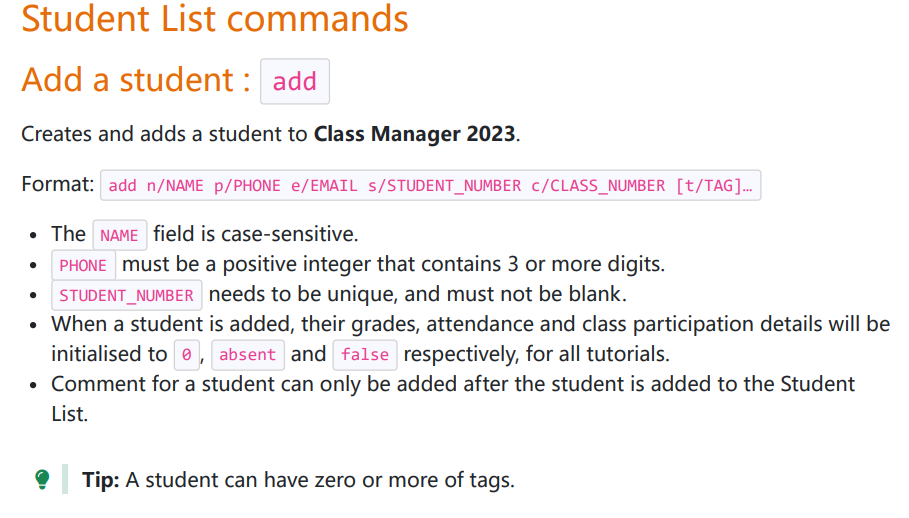 Student List commands
Add a student : add
Creates and adds a student to Class Manager 2023.
Format: add n/NAME p/PHONE e/EMAIL s/STUDENT_NUMBER c/CLASS_NUMBER [t/TAG]…
• The NAME field is case-sensitive.
• PHONE must be a positive integer that contains 3 or more digits.
• STUDENT_NUMBER needs to be unique, and must not be blank.
• When a student is added, their grades, attendance and class participation details will be
initialised to 0, absent and false respectively, for all tutorials.
• Comment for a student can only be added after the student is added to the Student
List.
Tip: A student can have zero or more of tags.